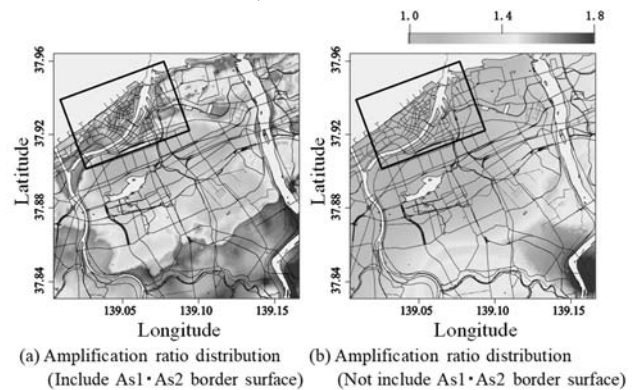 1.0 1.4 1.8
37.96
37.92
37.88
37.84
Latitude
139.05 139.10 139.15
Longitude
37.96
37.92
37.88
37.84
Latitude
139.05 139.10 139.15
Longitude
(a) Amplification ratio distribution
(Include As1・As2 border surface)
(b) Amplification ratio distribution
(Not include As1・As2 border surface)